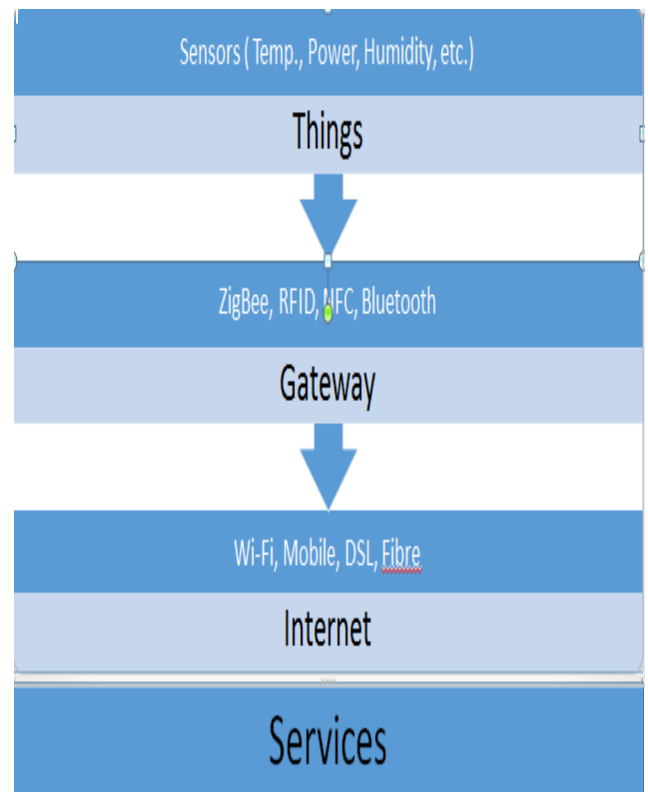 Sensors ( Temp., Power, Humidity, etc.)
Things
ZigBee, RFID, NFC, Bluetooth
Gateway
Wi-Fi, Mobile, DSL, Fibre
Internet
Services